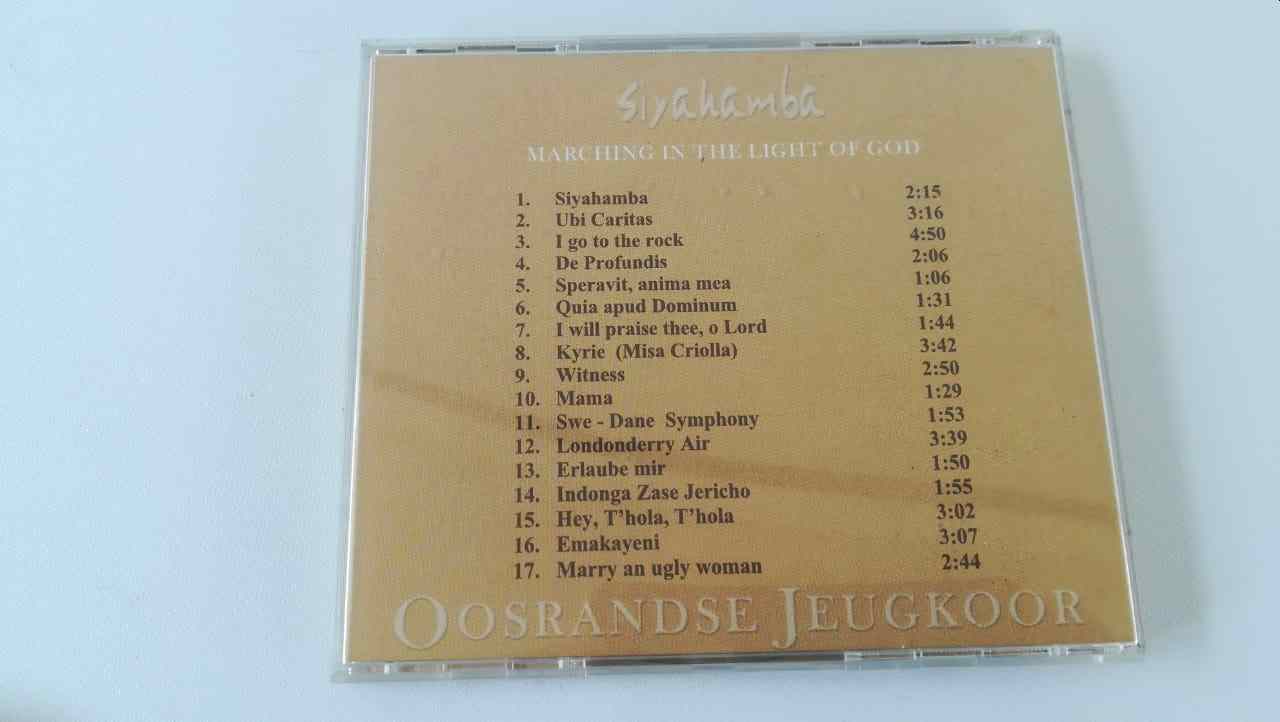 siyahamba
MARCHING IN THE LIGHT OF GOD
1. Siyahamba 2:15
2. Ubi Caritas 3:16
3. I go to the rock 4:50
4. De Profundis 2:06
5. Speravit, anima mea 1:06
6. Quia apud Dominum 1:31
7. I will praise thee, o Lord 1:44
8. Kyrie (Misa Criolla) 3:42
9. Witness 2:50
10. Mama 1:29
11. Swe - Dane Symphony 1:53
12. Londonderry Air 3:39
13. Erlaube mir 1:50
14. Indonga Zase Jericho 1:55
15. Hey, T’hola, T’hola 3:02
16. Emakayeni 3:07
17. Marry an ugly woman 2:44
OOSRANDSE JEUGKOOR